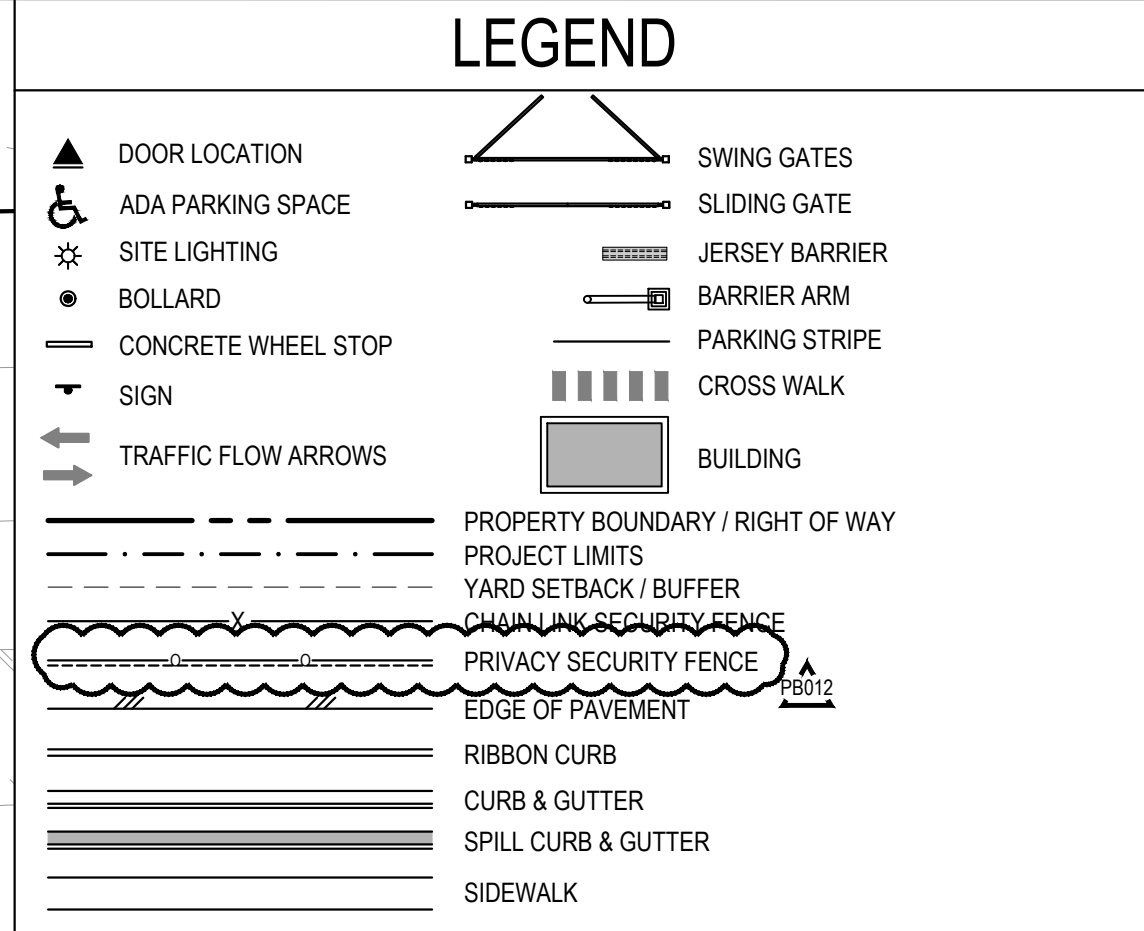 LEGEND
DOOR LOCATION
ADA PARKING SPACE
SITE LIGHTING
BOLLARD
CONCRETE WHEEL STOP
SIGN
TRAFFIC FLOW ARROWS
SWING GATES
SLIDING GATE
JERSEY BARRIER
BARRIER ARM
PARKING STRIPE
CROSS WALK
BUILDING
PROPERTY BOUNDARY / RIGHT OF WAY
PROJECT LIMITS
YARD SETBACK / BUFFER
X CHAIN LINK SECURITY FENCE
O O PRIVACY SECURITY FENCE
PB012
EDGE OF PAVEMENT
RIBBON CURB
CURB & GUTTER
SPILL CURB & GUTTER
SIDEWALK